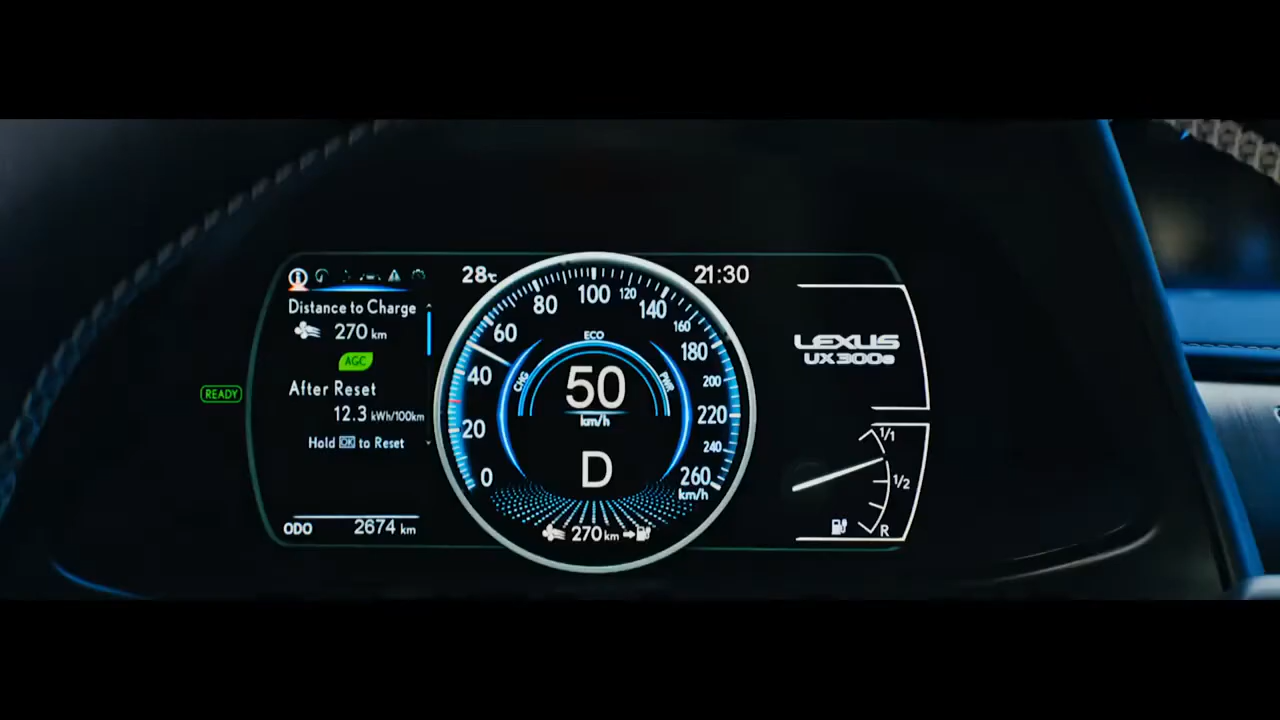 28°C
21:30
Distance to Charge
270 km
AGC
After Reset
12.3 kWh/100km
Hold OK to Reset
ODO 2674 km
READY
0
20
40
60
80
100
120
140
160
180
200
220
240
260
km/h
CHG
ECO
PWR
50
km/h
D
270 km
LEXUS
UX300e
1/1
1/2
R